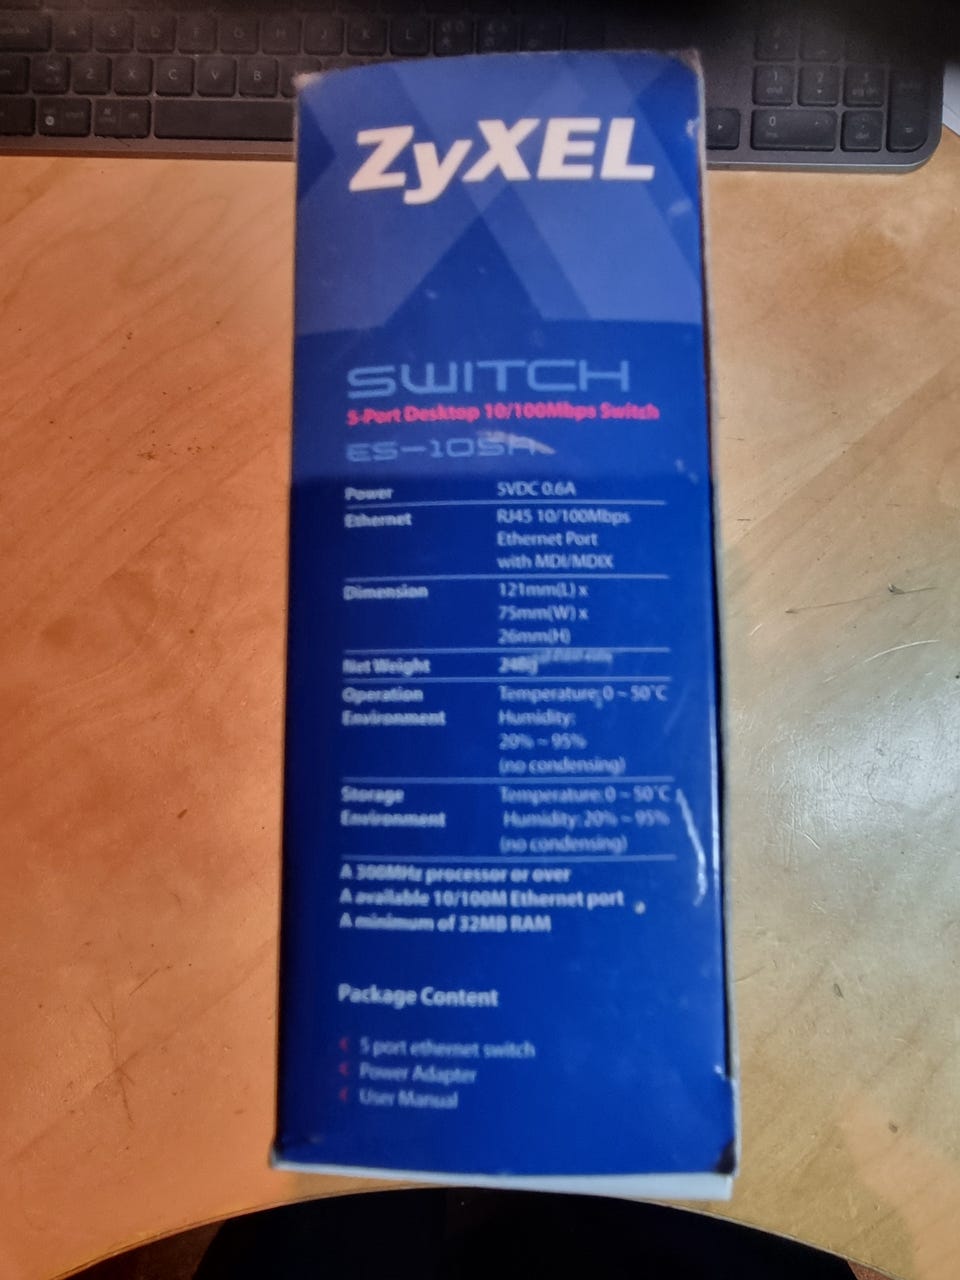 ZyXEL
SWITCH
5-Port Desktop 10/100Mbps Switch
ES-105A
Power 5VDC 0.6A
Ethernet RJ45 10/100Mbps
Ethernet Port
with MDI/MDIX
Dimension 121mm(L) x
75mm(W) x
26mm(H)
Net Weight
Operation Temperature: 0 ~ 50°C
Environment Humidity:
20% ~ 95%
(no condensing)
Storage Temperature: 0 ~ 50°C
Environment Humidity: 20% ~ 95%
(no condensing)
A 300MHz processor or over
A available 10/100M Ethernet port
A minimum of 32MB RAM
Package Content
5 port ethernet switch
Power Adapter
User Manual